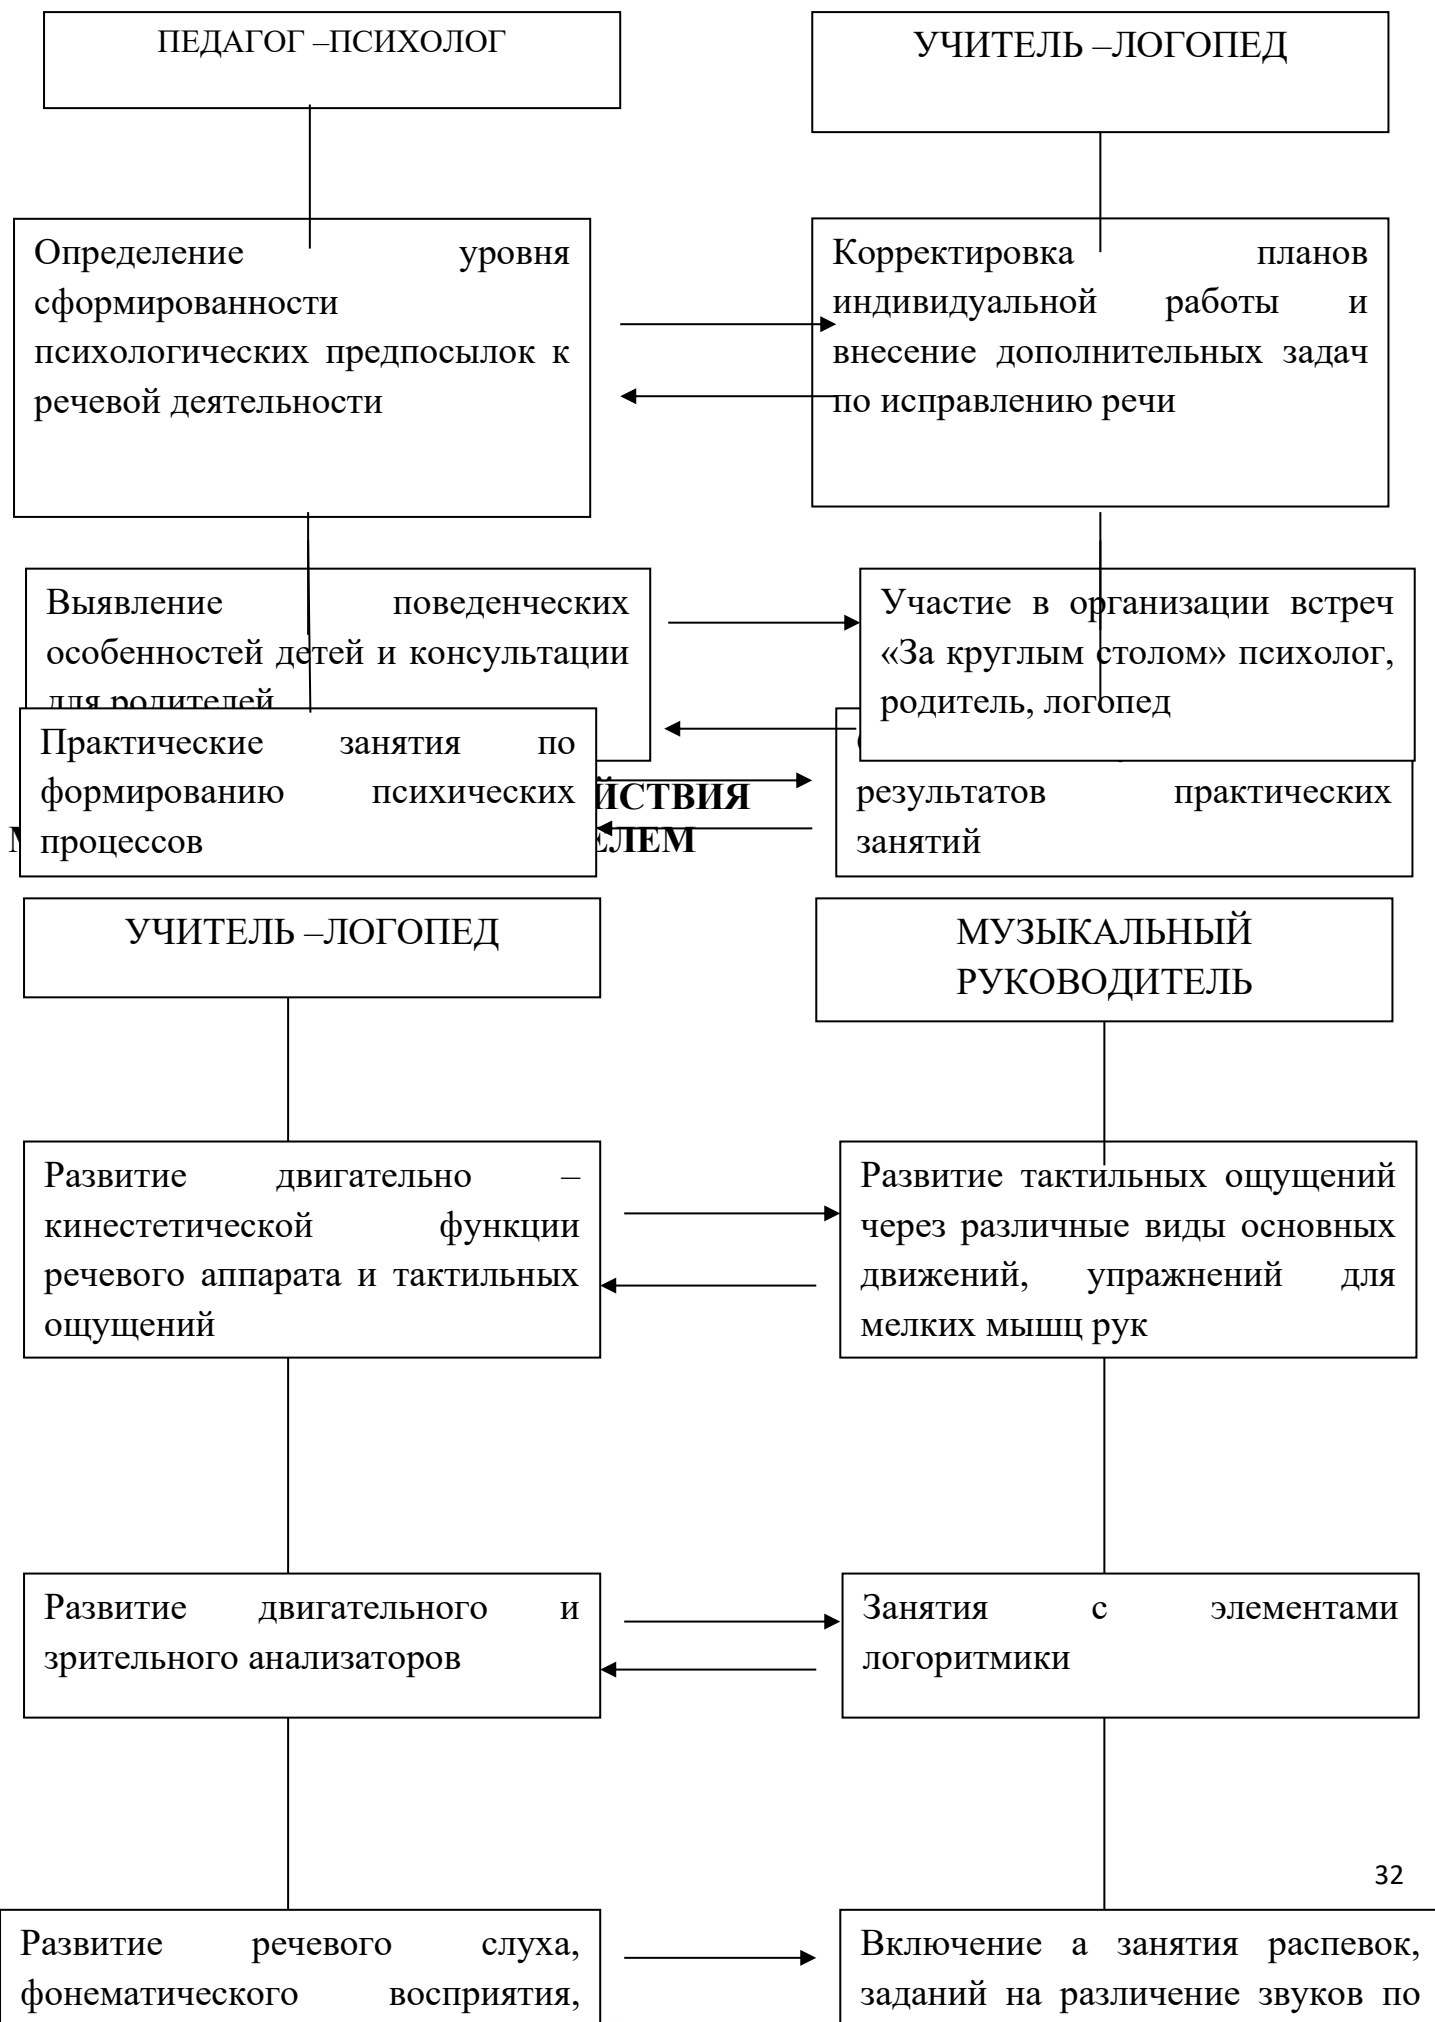 ПЕДАГОГ –ПСИХОЛОГ
УЧИТЕЛЬ –ЛОГОПЕД
Определение уровня
сформированности
психологических предпосылок к
речевой деятельности
Корректировка планов
индивидуальной работы и
внесение дополнительных задач
по исправлению речи
Выявление поведенческих
особенностей детей и консультации
для родителей
Участие в организации встреч
«За круглым столом» психолог,
родитель, логопед
Практические занятия по
формированию психических
процессов
результатов практических
занятий
ЙСТВИЯ
ЕЛЕМ
УЧИТЕЛЬ –ЛОГОПЕД
МУЗЫКАЛЬНЫЙ
РУКОВОДИТЕЛЬ
Развитие двигательно –
кинестетической функции
речевого аппарата и тактильных
ощущений
Развитие тактильных ощущений
через различные виды основных
движений, упражнений для
мелких мышц рук
Развитие двигательного и
зрительного анализаторов
Занятия с элементами
логоритмики
32
Развитие речевого слуха,
фонематического восприятия,
Включение а занятия распевок,
заданий на различение звуков по